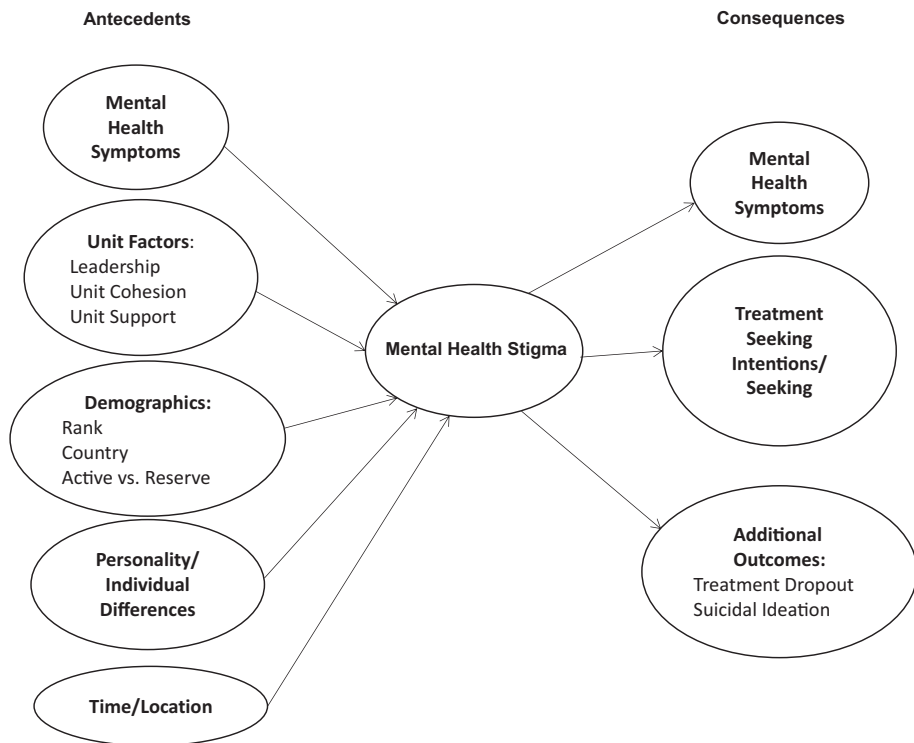 Antecedents
Consequences
Mental
Health
Symptoms
Unit Factors:
Leadership
Unit Cohesion
Unit Support
Demographics:
Rank
Country
Active vs. Reserve
Personality/
Individual
Differences
Time/Location
Mental Health Stigma
Mental
Health
Symptoms
Treatment
Seeking
Intentions/
Seeking
Additional
Outcomes:
Treatment Dropout
Suicidal Ideation